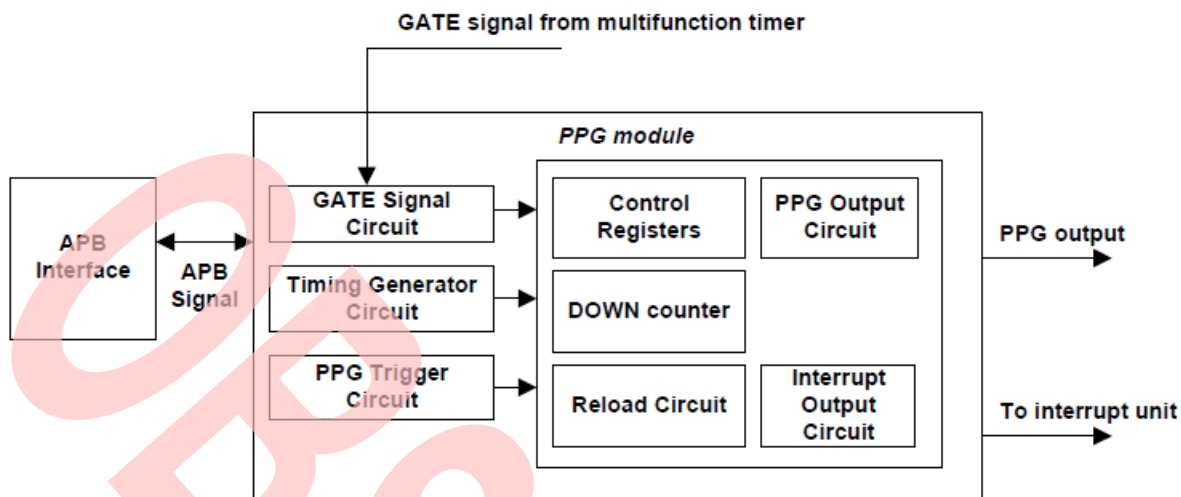 GATE signal from multifunction timer
PPG module
APB
Interface
APB
Signal
GATE Signal
Circuit
Timing Generator
Circuit
PPG Trigger
Circuit
Control
Registers
PPG Output
Circuit
DOWN counter
Reload Circuit
Interrupt
Output
Circuit
PPG output
To interrupt unit